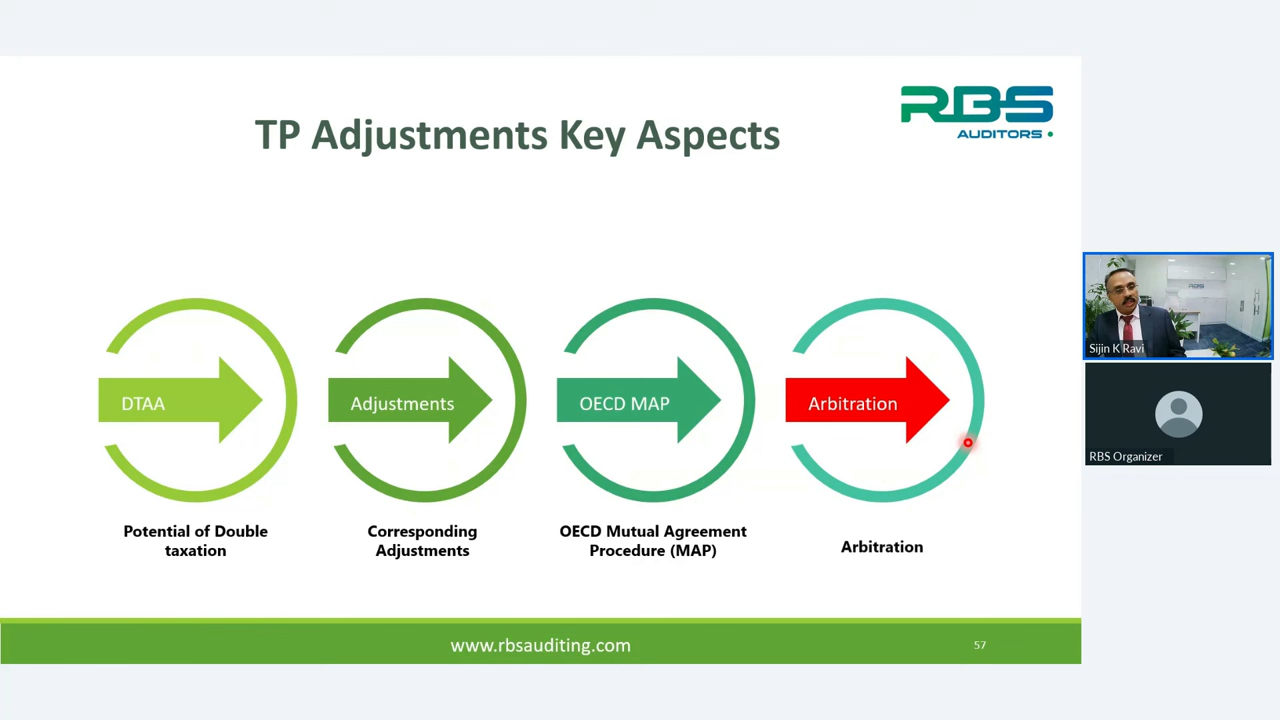 TP Adjustments Key Aspects
RBS
AUDITORS
DTAA
Adjustments
OECD MAP
Arbitration
Potential of Double
taxation
Corresponding
Adjustments
OECD Mutual Agreement
Procedure (MAP)
Arbitration
www.rbsauditing.com
57
RBS
Sijin K Ravi
RBS Organizer